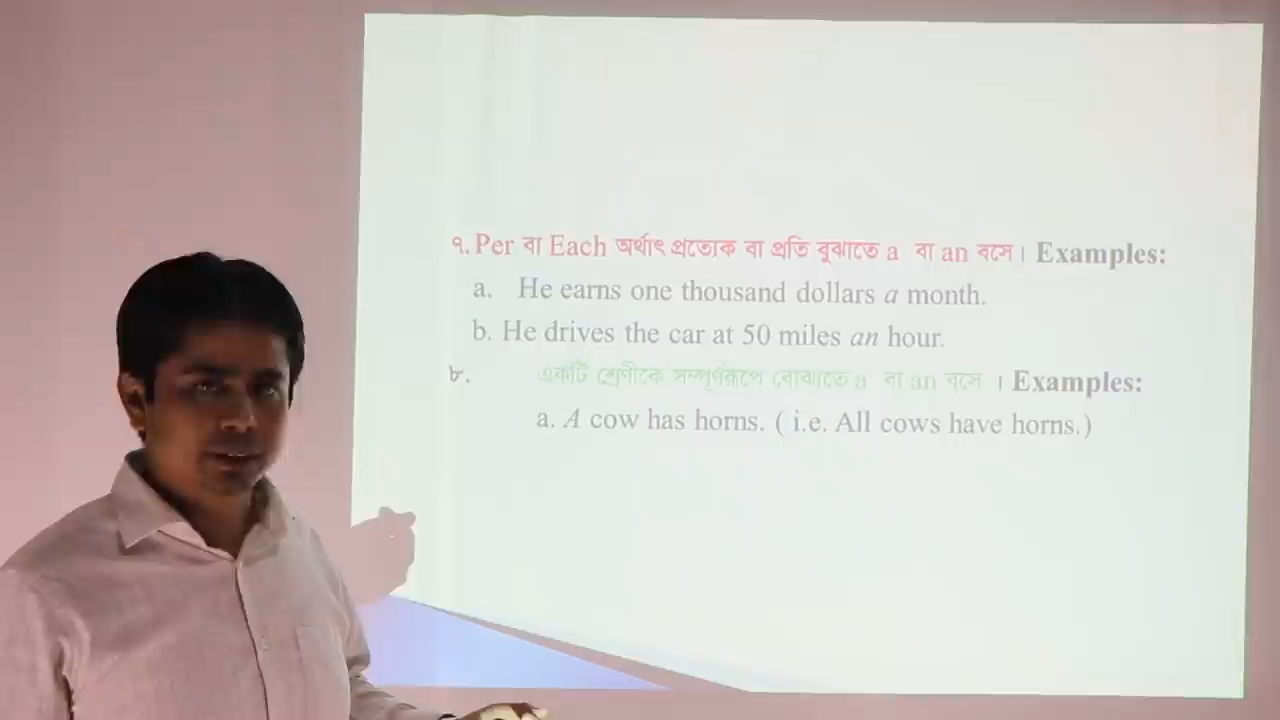 ৭. Per বা Each অর্থাৎ প্রত্যেক বা প্রতি বুঝাতে a বা an বসে। Examples:
a. He earns one thousand dollars a month.
b. He drives the car at 50 miles an hour.
৮. একটি শ্রেণীকে সম্পূর্ণরূপে বোঝাতে a বা an বসে । Examples:
a. A cow has horns. ( i.e. All cows have horns.)